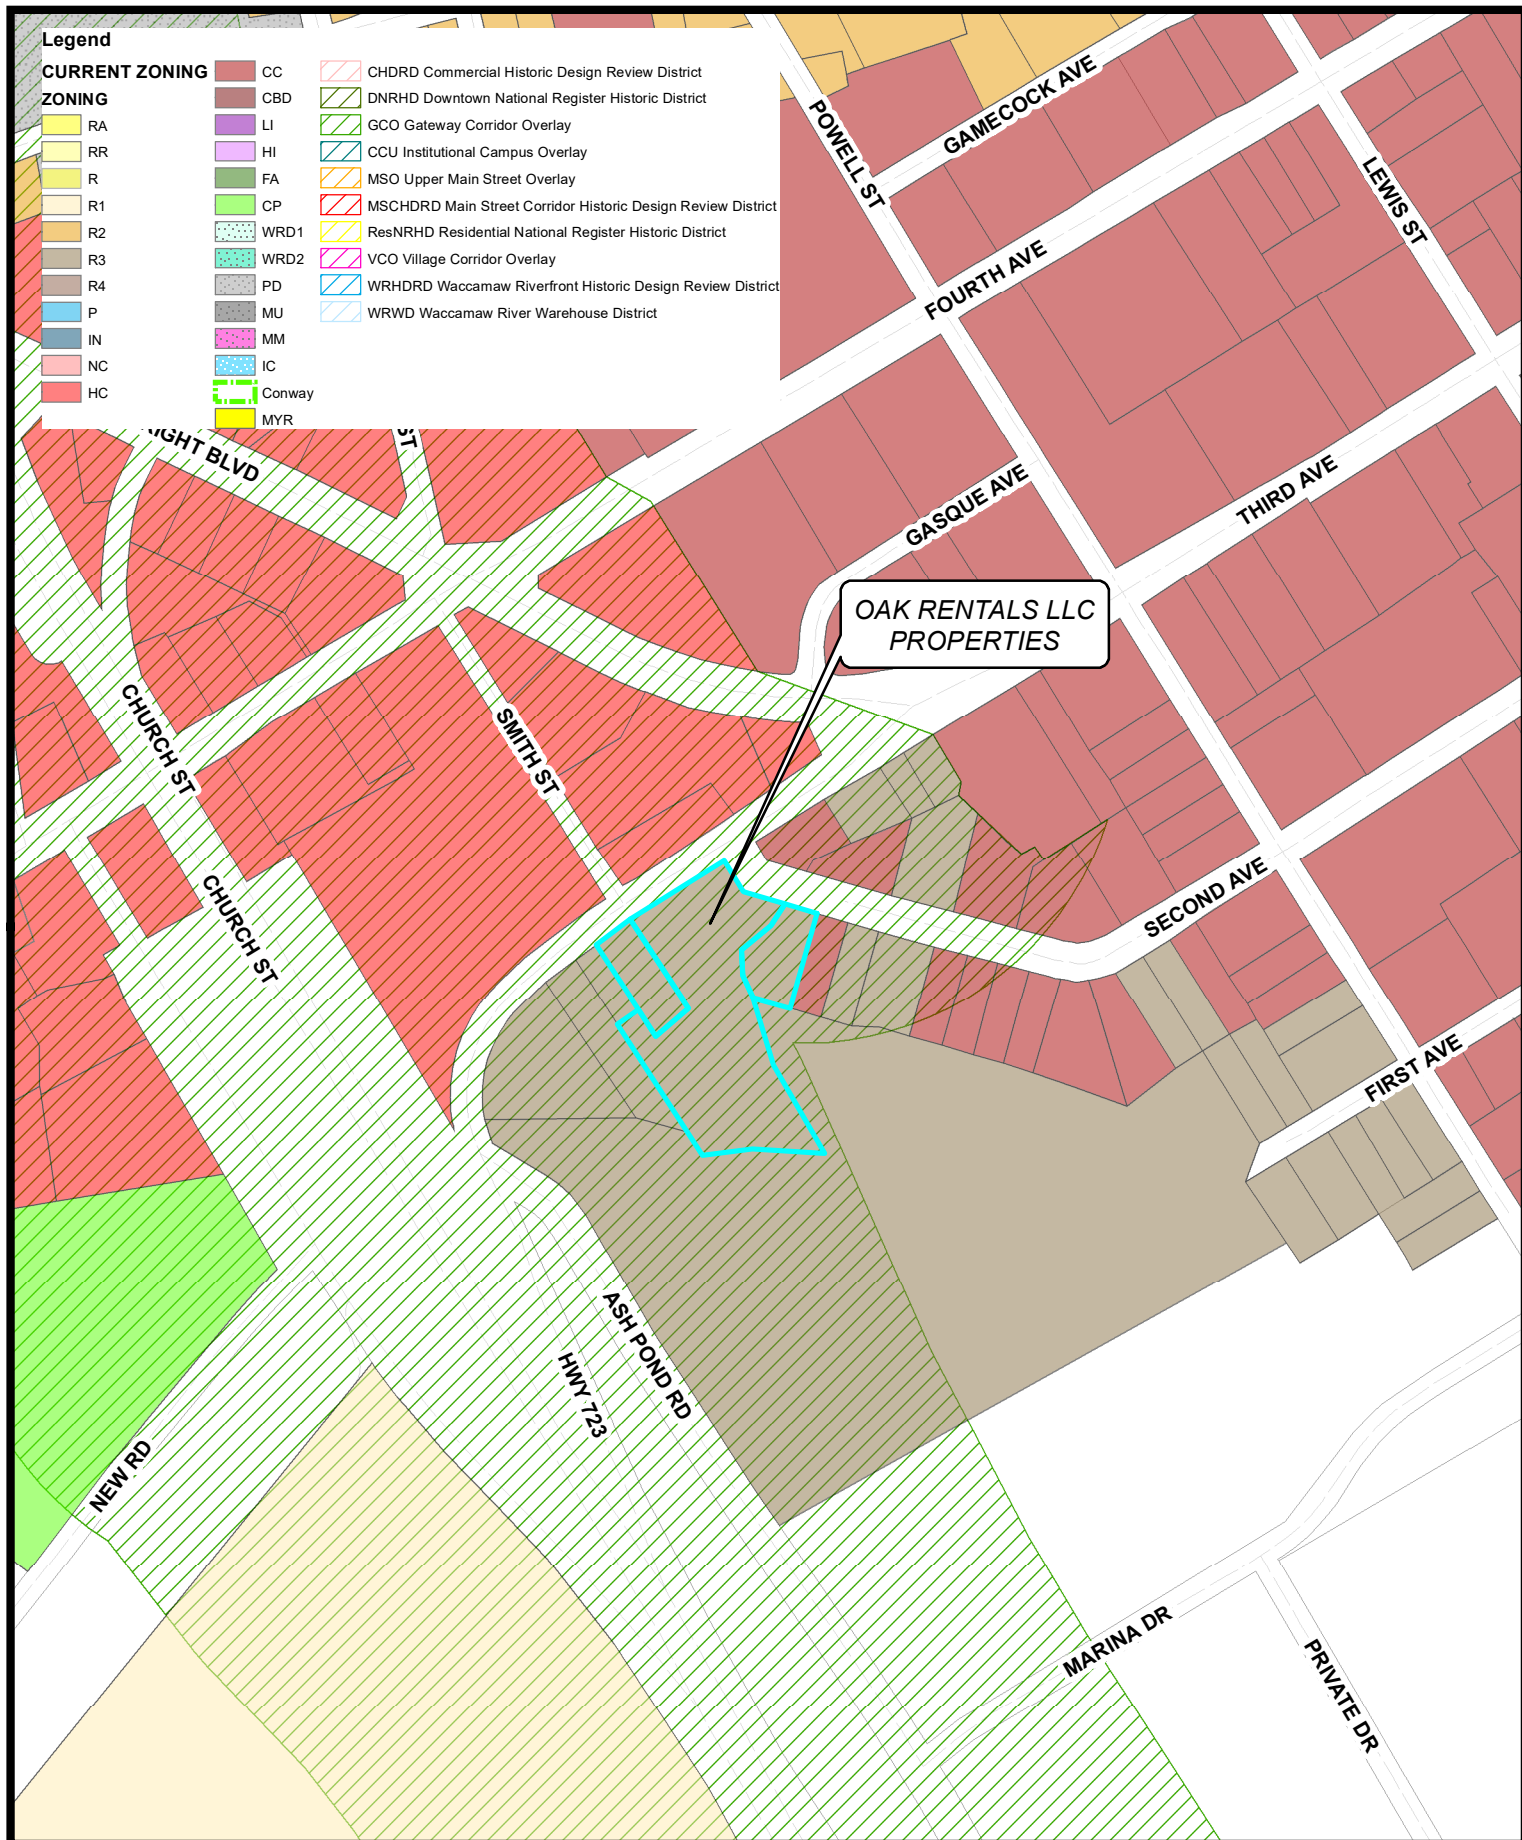 Legend
CURRENT ZONING
ZONING
RA
RR
R
R1
R2
R3
R4
P
IN
NC
HC
CC
CBD
LI
HI
FA
CP
WRD1
WRD2
PD
MU
MM
IC
Conway
MYR
CHDRD Commercial Historic Design Review District
DNRHD Downtown National Register Historic District
GCO Gateway Corridor Overlay
CCU Institutional Campus Overlay
MSO Upper Main Street Overlay
MSCHDRD Main Street Corridor Historic Design Review District
ResNRHD Residential National Register Historic District
VCO Village Corridor Overlay
WRHDRD Waccamaw Riverfront Historic Design Review District
WRWD Waccamaw River Warehouse District
POWELL ST
GAMECOCK AVE
LEWIS ST
FOURTH AVE
BLVD
ST
GASQUE AVE
THIRD AVE
OAK RENTALS LLC
PROPERTIES
CHURCH ST
SMITH ST
CHURCH ST
SECOND AVE
FIRST AVE
ASH POND RD
HWY 723
NEW RD
MARINA DR
PRIVATE DR